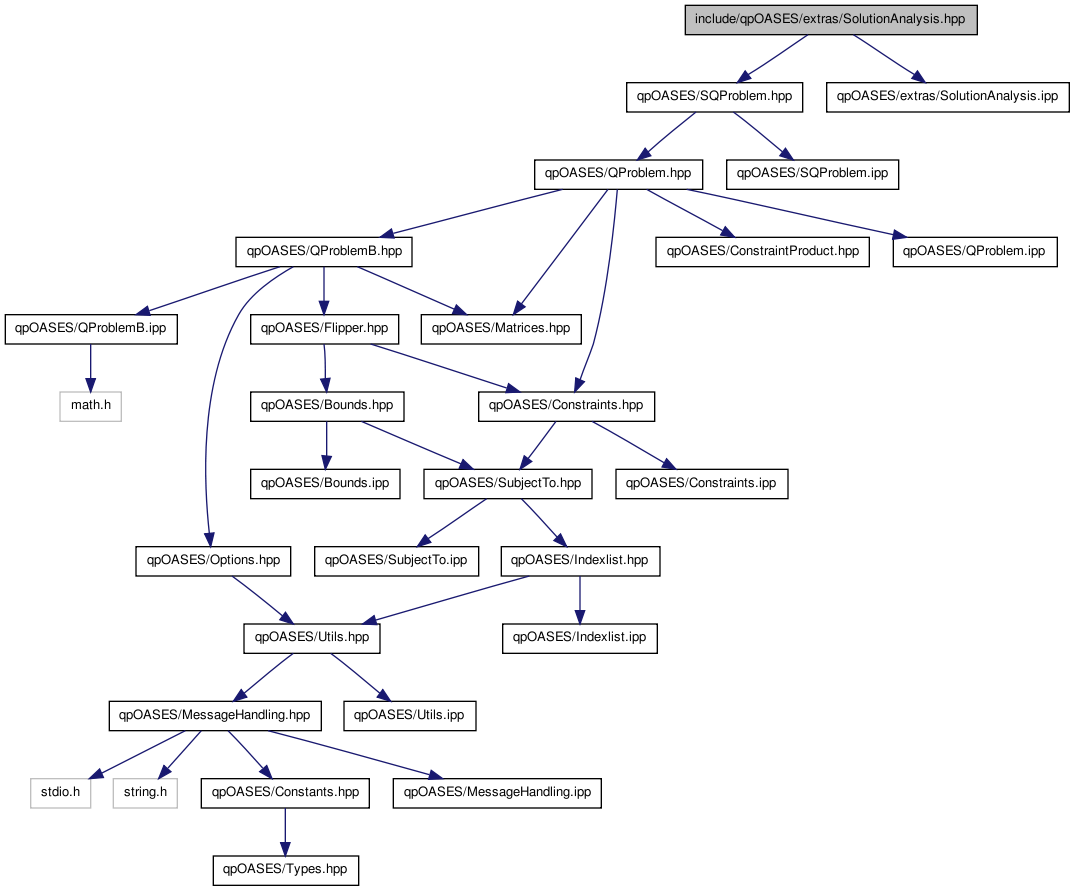 include/qpOASES/extras/SolutionAnalysis.hpp
qpOASES/SQProblem.hpp
qpOASES/extras/SolutionAnalysis.ipp
qpOASES/QProblem.hpp
qpOASES/SQProblem.ipp
qpOASES/QProblemB.hpp
qpOASES/ConstraintProduct.hpp
qpOASES/QProblem.ipp
qpOASES/QProblemB.ipp
qpOASES/Flipper.hpp
qpOASES/Matrices.hpp
math.h
qpOASES/Bounds.hpp
qpOASES/Constraints.hpp
qpOASES/Bounds.ipp
qpOASES/SubjectTo.hpp
qpOASES/Constraints.ipp
qpOASES/Options.hpp
qpOASES/SubjectTo.ipp
qpOASES/Indexlist.hpp
qpOASES/Utils.hpp
qpOASES/Indexlist.ipp
qpOASES/MessageHandling.hpp
qpOASES/Utils.ipp
stdio.h
string.h
qpOASES/Constants.hpp
qpOASES/MessageHandling.ipp
qpOASES/Types.hpp